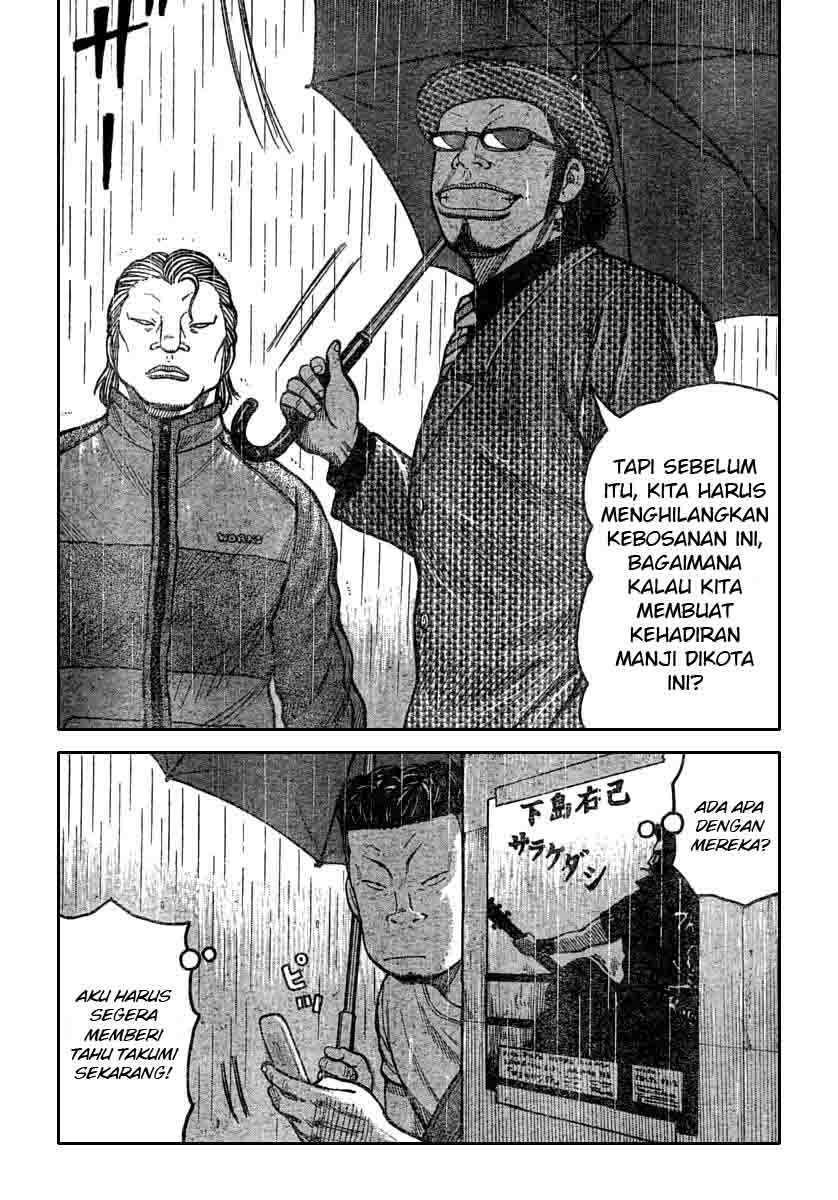 ザー
WORKS
TAPI SEBELUM
ITU, KITA HARUS
MENGHILANGKAN
KEBOSANAN INI,
BAGAIMANA
KALAU KITA
MEMBUAT
KEHADIRAN
MANJI DIKOTA
INI?
ADA APA
DENGAN
MEREKA?
下島右己
サラケダシ
ピッ
AKU HARUS
SEGERA
MEMBERI
TAHU TAKUMI
SEKARANG!